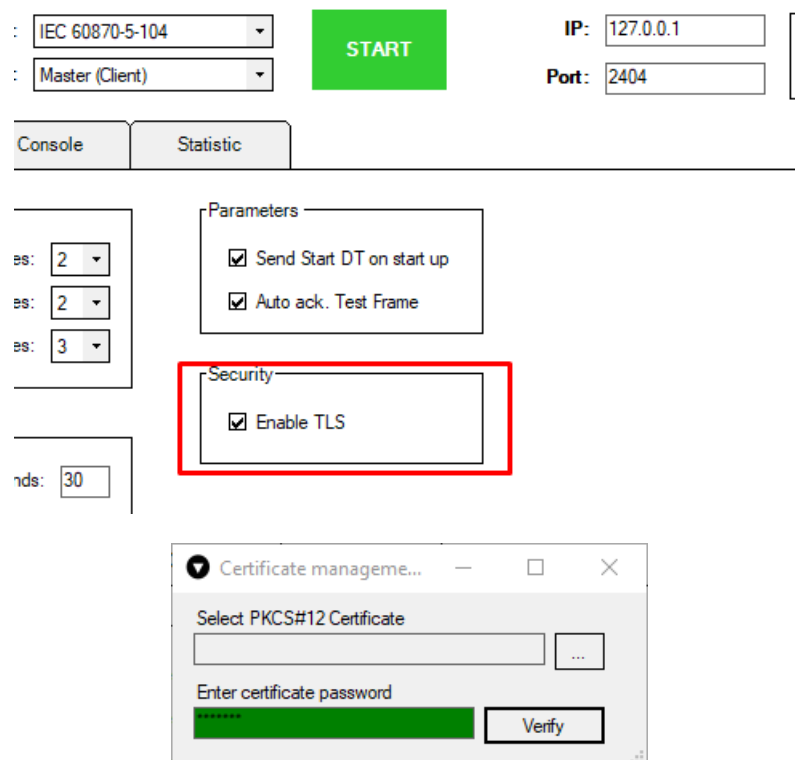 : IEC 60870-5-104
START
IP: 127.0.0.1
: Master (Client)
Port: 2404
Console
Statistic
Parameters
es: 2
Send Start DT on start up
es: 2
Auto ack. Test Frame
es: 3
Security
Enable TLS
nds: 30
Certificate manageme...
Select PKCS#12 Certificate
...
Enter certificate password
*******
Verify